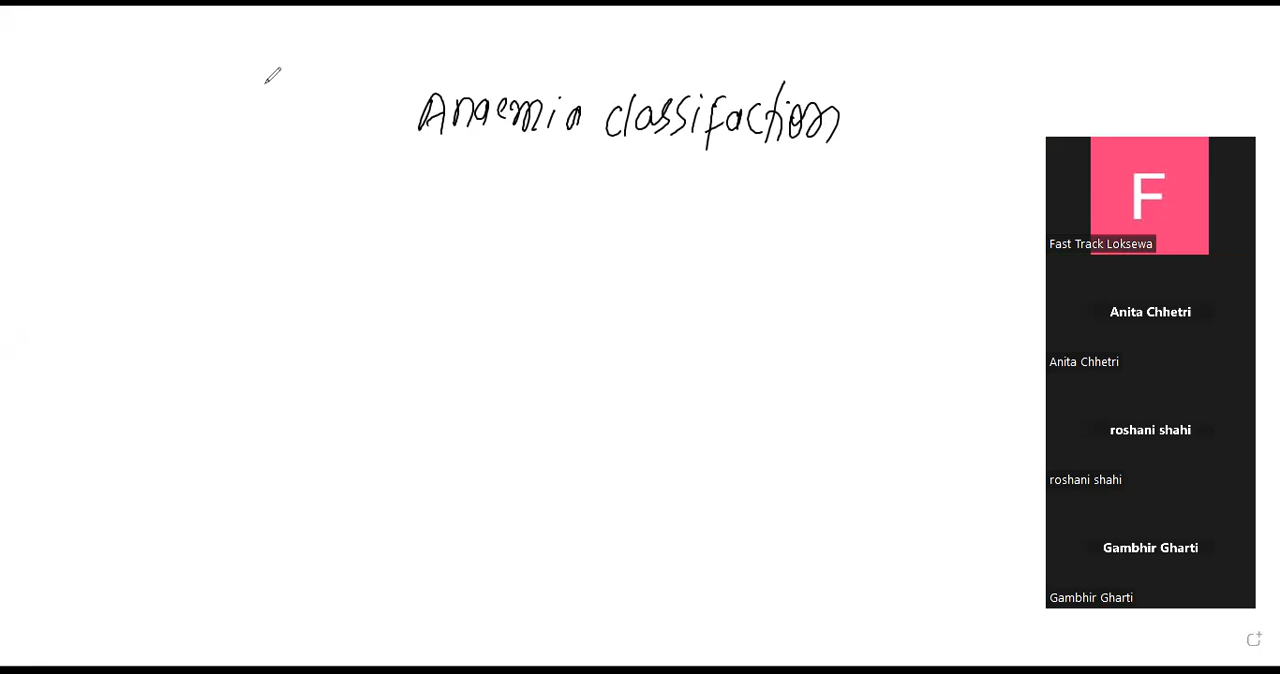 Anaemia classifaction
F
Fast Track Loksewa
Anita Chhetri
Anita Chhetri
roshani shahi
roshani shahi
Gambhir Gharti
Gambhir Gharti